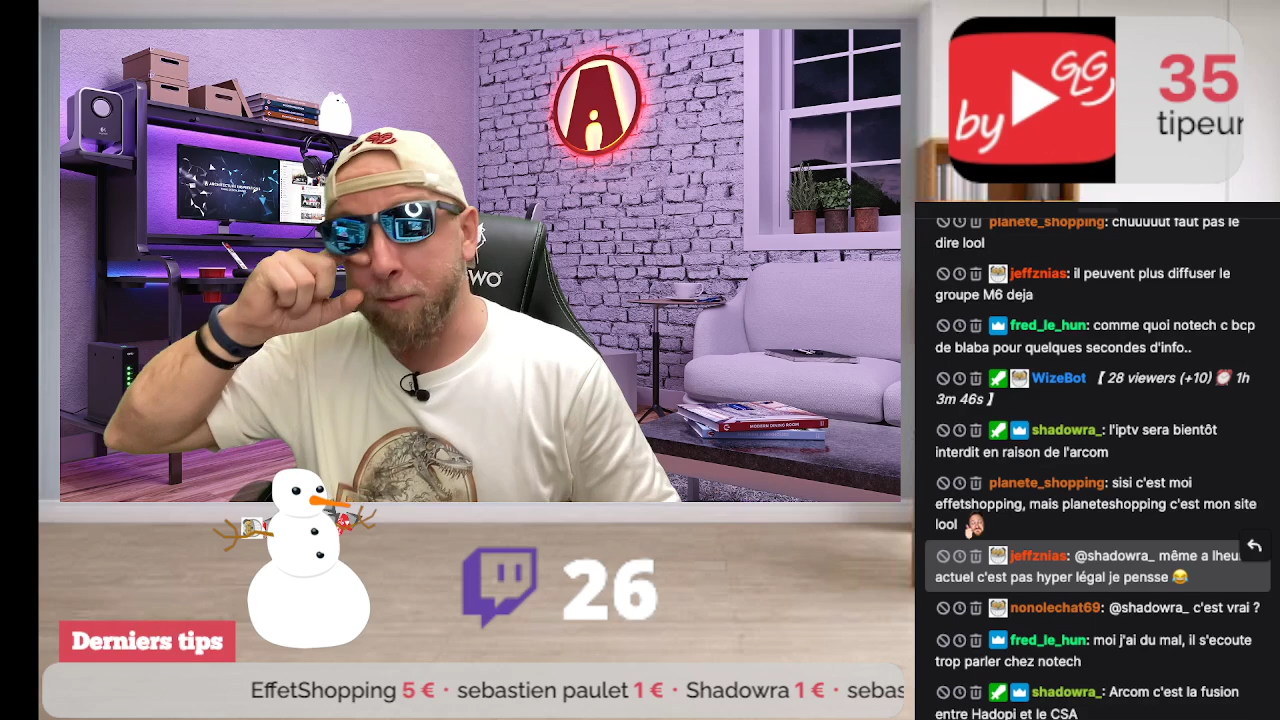 by GG
35
tipeur
MODERN DINING ROOM
26
Derniers tips
EffetShopping 5 € · sebastien paulet 1 € · Shadowra 1 € · sebas
planete_shopping: chuuuuut faut pas le
dire lool
jeffznias: il peuvent plus diffuser le
groupe M6 deja
fred_le_hun: comme quoi notech c bcp
de blaba pour quelques secondes d'info..
WizeBot 【 28 viewers (+10) ⏰ 1h
3m 46s 】
shadowra_: l'iptv sera bientôt
interdit en raison de l'arcom
planete_shopping: sisi c'est moi
effetshopping, mais planeteshopping c'est mon site
lool
jeffznias: @shadowra_ même a lheu
actuel c'est pas hyper légal je pensse 😂
nonolechat69: @shadowra_ c'est vrai ?
fred_le_hun: moi j'ai du mal, il s'ecoute
trop parler chez notech
shadowra_: Arcom c'est la fusion
entre Hadopi et le CSA